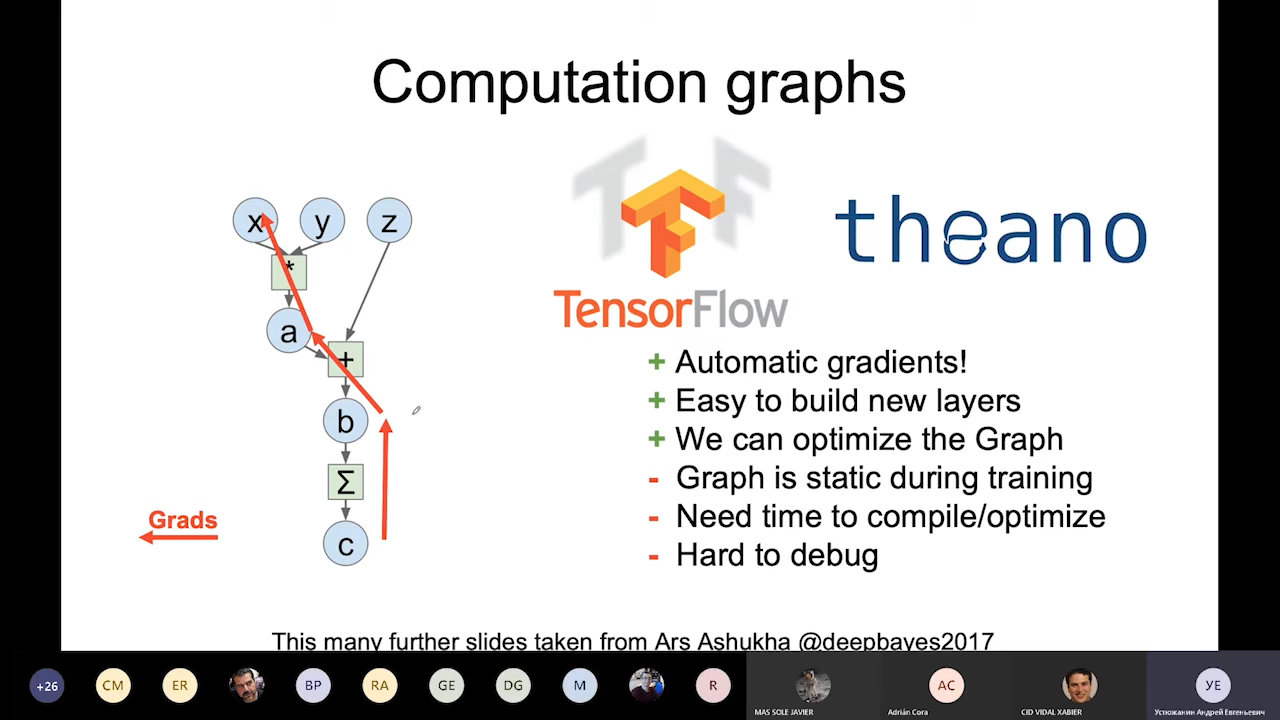 Computation graphs
x y z
*
a
+
b
Σ
c
Grads
TF
TensorFlow
theano
+ Automatic gradients!
+ Easy to build new layers
+ We can optimize the Graph
- Graph is static during training
- Need time to compile/optimize
- Hard to debug
This many further slides taken from Ars Ashukha @deepbayes2017
+26 CM ER BP RA GE DG M R AC УЕ
MAS SOLE JAVIER Adrián Cora CID VIDAL XABIER Устюжанин Андрей Евгеньевич